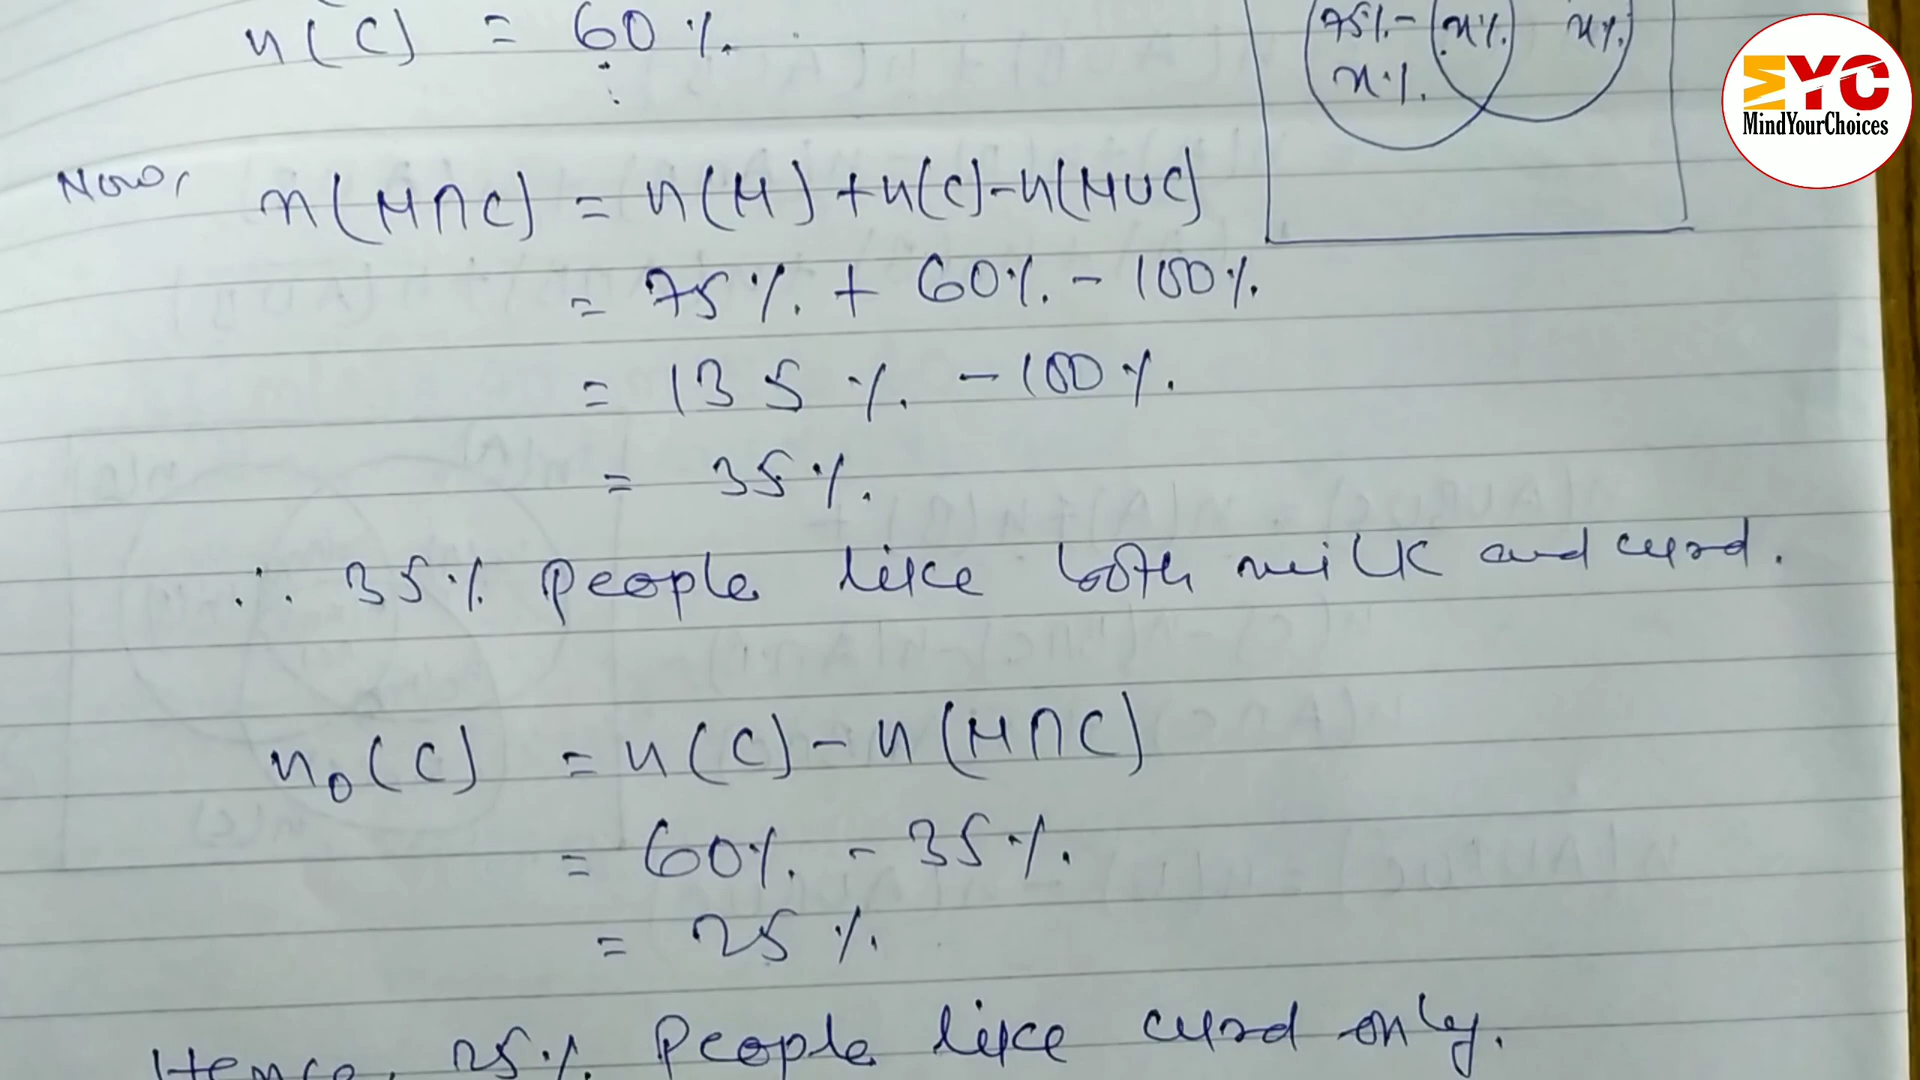 n(C) = 60%.
75%- x% x%
x%.
MYC
MindYourChoices
Now, n(M∩C) = n(M)+n(C)-n(M∪C)
= 75%. + 60%. - 100%.
= 135%. - 100%.
= 35%.
∴ 35% people like both milk and curd.
n₀(C) = n(C) - n(M∩C)
= 60%. - 35%.
= 25%.
Hence, 25% people like curd only.